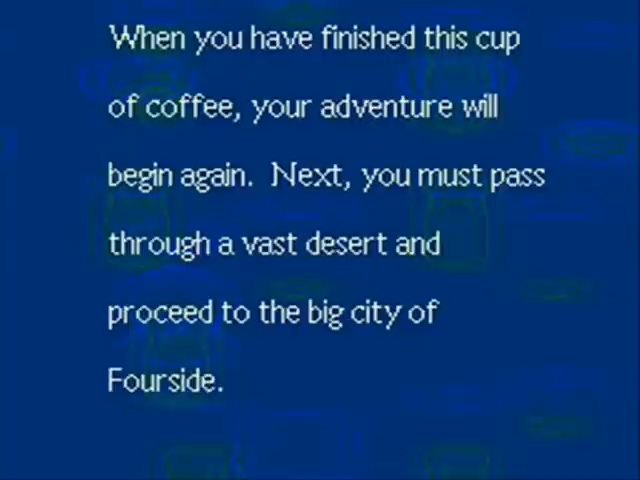 When you have finished this cup
of coffee, your adventure will
begin again.  Next, you must pass
through a vast desert and
proceed to the big city of
Fourside.